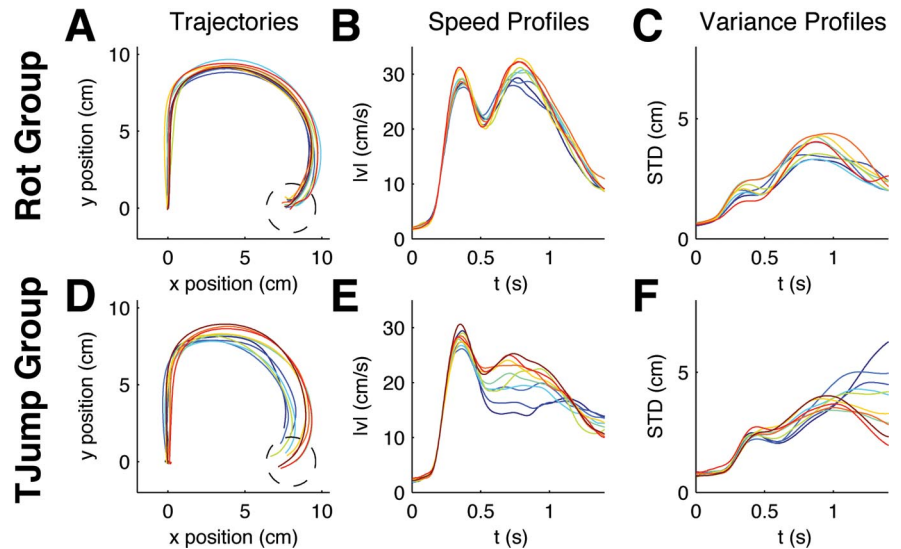 A Trajectories
B Speed Profiles
C Variance Profiles
Rot Group
10
5
0
y position (cm)
0 5 10
x position (cm)
30
20
10
0
|v| (cm/s)
0 0.5 1
t (s)
5
0
STD (cm)
0 0.5 1
t (s)
TJump Group
D
10
5
0
y position (cm)
0 5 10
x position (cm)
E
30
20
10
0
|v| (cm/s)
0 0.5 1
t (s)
F
5
0
STD (cm)
0 0.5 1
t (s)